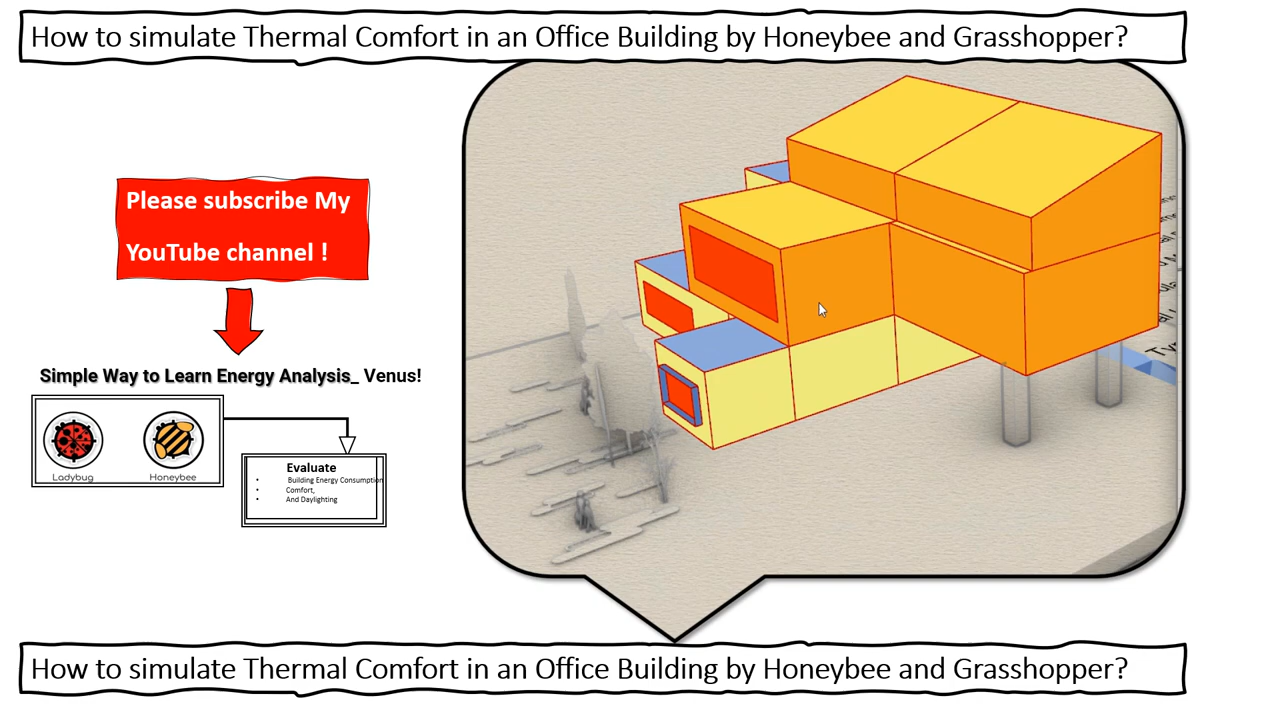 How to simulate Thermal Comfort in an Office Building by Honeybee and Grasshopper?
Please subscribe My
YouTube channel !
Simple Way to Learn Energy Analysis_ Venus!
Ladybug
Honeybee
Evaluate
• Building Energy Consumption
• Comfort,
• And Daylighting
How to simulate Thermal Comfort in an Office Building by Honeybee and Grasshopper?